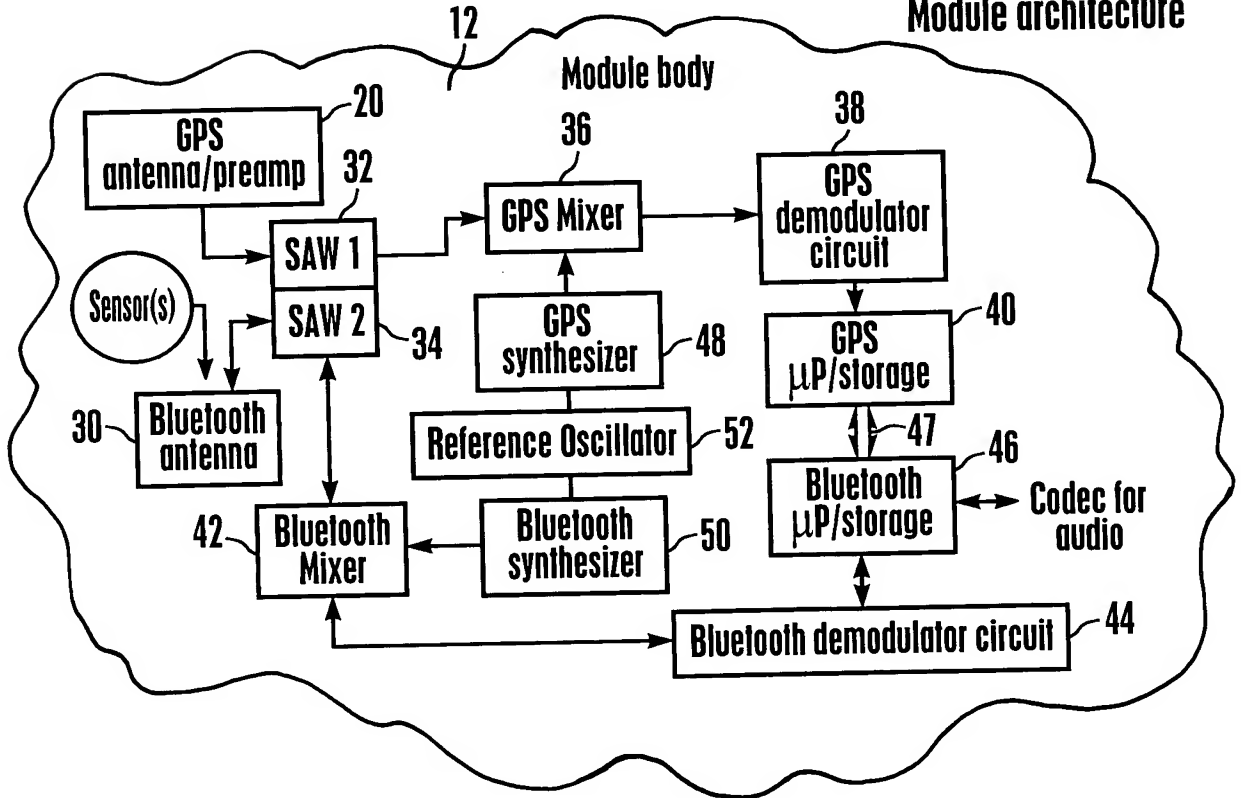 Module architecture
12
Module body
20
GPS
antenna/preamp
32
36
38
SAW 1
GPS Mixer
GPS
demodulator
circuit
Sensor(s)
SAW 2
34
GPS
synthesizer
48
GPS
µP/storage
40
30
Bluetooth
antenna
Reference Oscillator
52
47
46
42
Bluetooth
Mixer
Bluetooth
synthesizer
50
Bluetooth
µP/storage
Codec for
audio
Bluetooth demodulator circuit
44